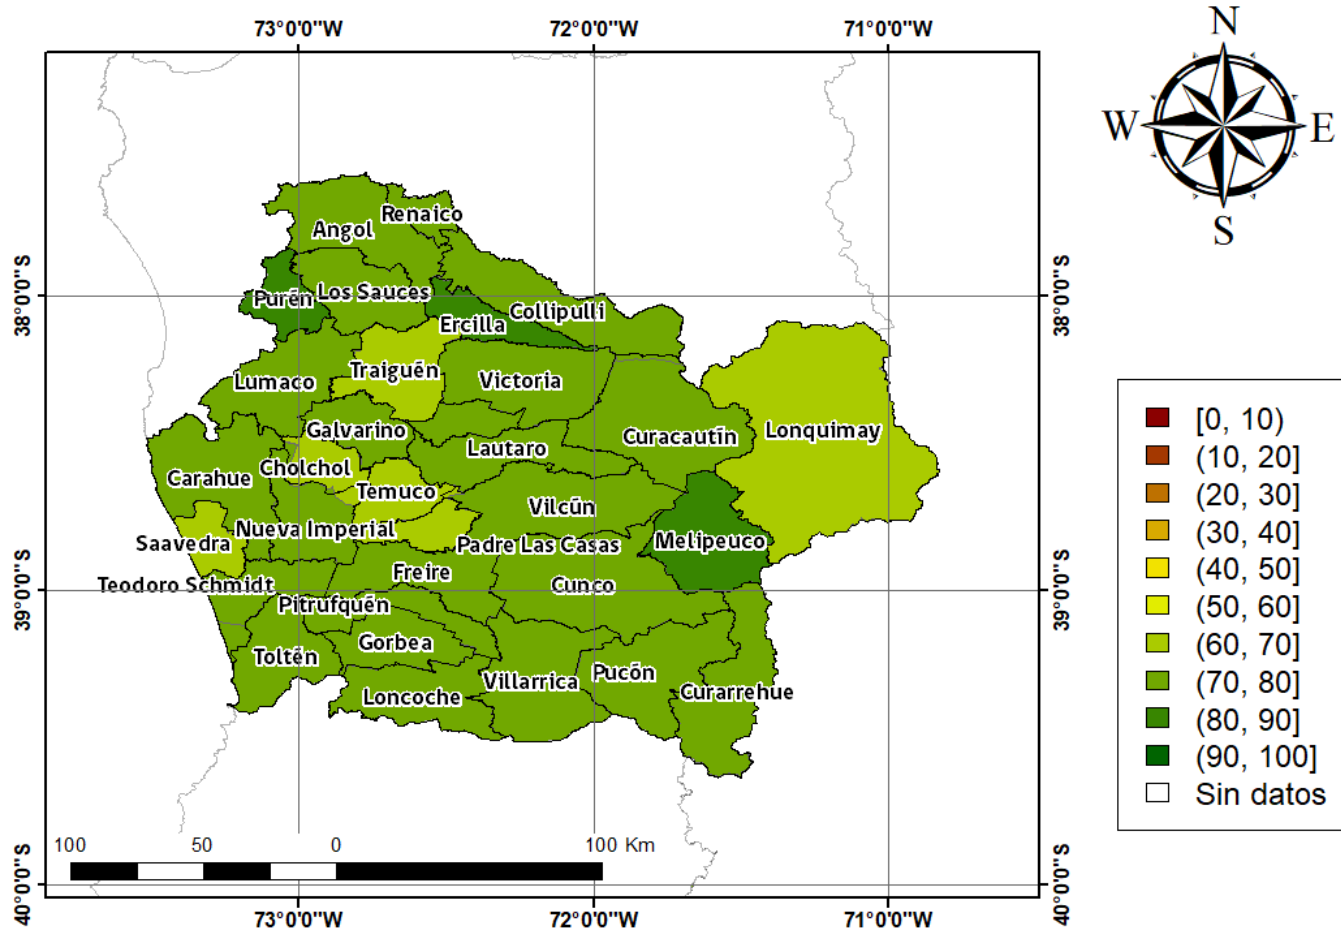 73°0'0"W 72°0'0"W 71°0'0"W
N
W E
S
38°0'0"S 38°0'0"S
39°0'0"S 39°0'0"S
40°0'0"S 40°0'0"S
Renaico
Angol
Purén Los Sauces
Collipulli
Ercilla
Traiguén
Lumaco Victoria
Galvarino Curacautín Lonquimay
Lautaro
Cholchol
Carahue
Temuco
Vilcún
Nueva Imperial
Saavedra Padre Las Casas Melipeuco
Freire
Teodoro Schmidt Cunco
Pitrufquén
Gorbea
Toltén
Pucón
Villarrica
Loncoche Curarrehue
100 50 0 100 Km
73°0'0"W 72°0'0"W 71°0'0"W
[0, 10)
(10, 20]
(20, 30]
(30, 40]
(40, 50]
(50, 60]
(60, 70]
(70, 80]
(80, 90]
(90, 100]
Sin datos